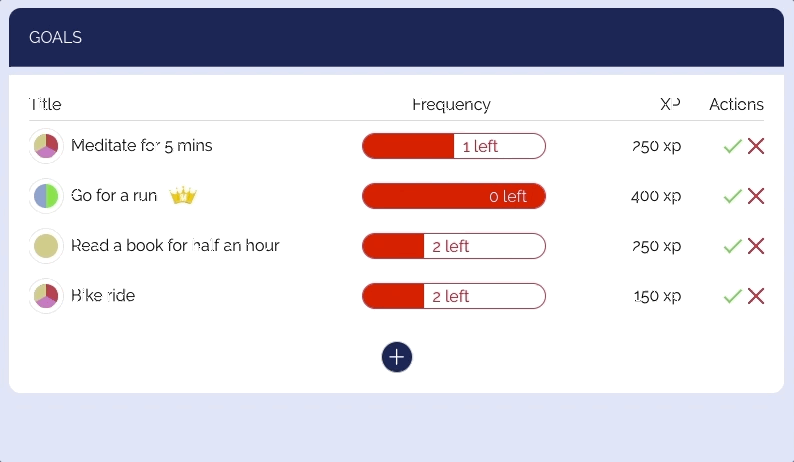 GOALS
Title Frequency XP Actions
Meditate for 5 mins 1 left 250 xp
Go for a run 0 left 400 xp
Read a book for half an hour 2 left 250 xp
Bike ride 2 left 150 xp